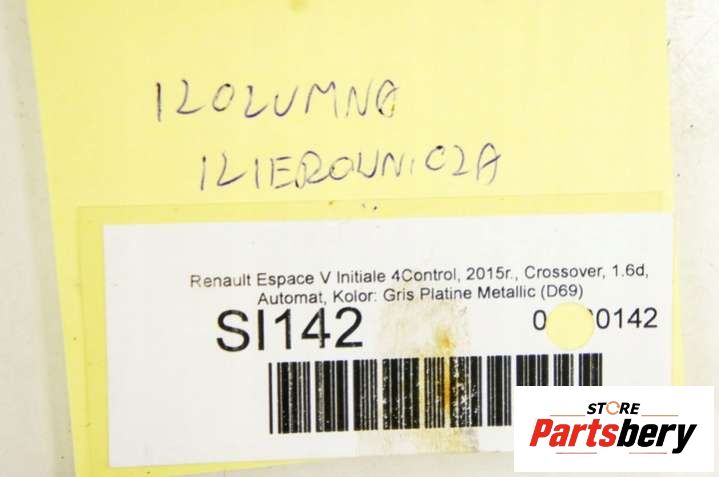 KOLUMNA
KIEROWNICZA
Renault Espace V Initiale 4Control, 2015r., Crossover, 1.6d,
Automat, Kolor: Gris Platine Metallic (D69)
SI142
0142
STORE
Partsbery